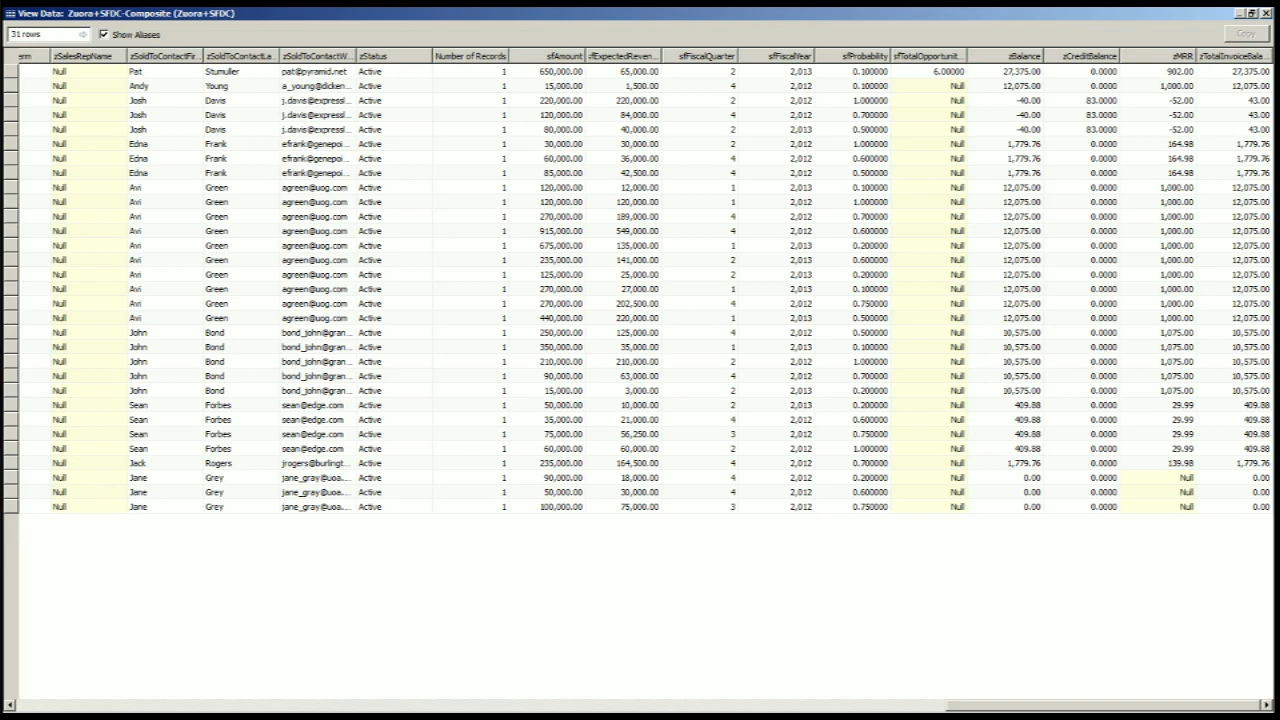 View Data: Zuora+SFDC-Composite (Zuora+SFDC)
31 rows Show Aliases Copy
erm zSalesRepName zSoldToContactFir... zSoldToContactLa... zSoldToContactW... zStatus Number of Records sfAmount sfExpectedReven... sfFiscalQuarter sfFiscalYear sfProbability sfTotalOpportunit... zBalance zCreditBalance zMRR zTotalInvoiceBala...
Null Pat Stumuller pat@pyramid.net Active 1 650,000.00 65,000.00 2 2,013 0.100000 6.00000 27,375.00 0.0000 902.00 27,375.00
Null Andy Young a_young@dicken... Active 1 15,000.00 1,500.00 4 2,012 0.100000 Null 12,075.00 0.0000 1,000.00 12,075.00
Null Josh Davis j.davis@expressl... Active 1 220,000.00 220,000.00 2 2,012 1.000000 Null -40.00 83.0000 -52.00 43.00
Null Josh Davis j.davis@expressl... Active 1 120,000.00 84,000.00 4 2,012 0.700000 Null -40.00 83.0000 -52.00 43.00
Null Josh Davis j.davis@expressl... Active 1 80,000.00 40,000.00 2 2,013 0.500000 Null -40.00 83.0000 -52.00 43.00
Null Edna Frank efrank@genepoi... Active 1 30,000.00 30,000.00 2 2,012 1.000000 Null 1,779.76 0.0000 164.98 1,779.76
Null Edna Frank efrank@genepoi... Active 1 60,000.00 36,000.00 4 2,012 0.600000 Null 1,779.76 0.0000 164.98 1,779.76
Null Edna Frank efrank@genepoi... Active 1 85,000.00 42,500.00 4 2,012 0.500000 Null 1,779.76 0.0000 164.98 1,779.76
Null Avi Green agreen@uog.com Active 1 120,000.00 12,000.00 1 2,013 0.100000 Null 12,075.00 0.0000 1,000.00 12,075.00
Null Avi Green agreen@uog.com Active 1 120,000.00 120,000.00 1 2,012 1.000000 Null 12,075.00 0.0000 1,000.00 12,075.00
Null Avi Green agreen@uog.com Active 1 270,000.00 189,000.00 4 2,012 0.700000 Null 12,075.00 0.0000 1,000.00 12,075.00
Null Avi Green agreen@uog.com Active 1 915,000.00 549,000.00 4 2,012 0.600000 Null 12,075.00 0.0000 1,000.00 12,075.00
Null Avi Green agreen@uog.com Active 1 675,000.00 135,000.00 1 2,013 0.200000 Null 12,075.00 0.0000 1,000.00 12,075.00
Null Avi Green agreen@uog.com Active 1 235,000.00 141,000.00 2 2,013 0.600000 Null 12,075.00 0.0000 1,000.00 12,075.00
Null Avi Green agreen@uog.com Active 1 125,000.00 25,000.00 2 2,013 0.200000 Null 12,075.00 0.0000 1,000.00 12,075.00
Null Avi Green agreen@uog.com Active 1 270,000.00 27,000.00 1 2,013 0.100000 Null 12,075.00 0.0000 1,000.00 12,075.00
Null Avi Green agreen@uog.com Active 1 270,000.00 202,500.00 4 2,012 0.750000 Null 12,075.00 0.0000 1,000.00 12,075.00
Null Avi Green agreen@uog.com Active 1 440,000.00 220,000.00 1 2,013 0.500000 Null 12,075.00 0.0000 1,000.00 12,075.00
Null John Bond bond_john@gran... Active 1 250,000.00 125,000.00 4 2,012 0.500000 Null 10,575.00 0.0000 1,075.00 10,575.00
Null John Bond bond_john@gran... Active 1 350,000.00 35,000.00 1 2,013 0.100000 Null 10,575.00 0.0000 1,075.00 10,575.00
Null John Bond bond_john@gran... Active 1 210,000.00 210,000.00 2 2,012 1.000000 Null 10,575.00 0.0000 1,075.00 10,575.00
Null John Bond bond_john@gran... Active 1 90,000.00 63,000.00 4 2,012 0.700000 Null 10,575.00 0.0000 1,075.00 10,575.00
Null John Bond bond_john@gran... Active 1 15,000.00 3,000.00 2 2,013 0.200000 Null 10,575.00 0.0000 1,075.00 10,575.00
Null Sean Forbes sean@edge.com Active 1 50,000.00 10,000.00 2 2,013 0.200000 Null 409.88 0.0000 29.99 409.88
Null Sean Forbes sean@edge.com Active 1 35,000.00 21,000.00 4 2,012 0.600000 Null 409.88 0.0000 29.99 409.88
Null Sean Forbes sean@edge.com Active 1 75,000.00 56,250.00 3 2,012 0.750000 Null 409.88 0.0000 29.99 409.88
Null Sean Forbes sean@edge.com Active 1 60,000.00 60,000.00 2 2,012 1.000000 Null 409.88 0.0000 29.99 409.88
Null Jack Rogers jrogers@burlingt... Active 1 235,000.00 164,500.00 4 2,012 0.700000 Null 1,779.76 0.0000 139.98 1,779.76
Null Jane Grey jane_gray@uoa.... Active 1 90,000.00 18,000.00 4 2,012 0.200000 Null 0.00 0.0000 Null 0.00
Null Jane Grey jane_gray@uoa.... Active 1 50,000.00 30,000.00 4 2,012 0.600000 Null 0.00 0.0000 Null 0.00
Null Jane Grey jane_gray@uoa.... Active 1 100,000.00 75,000.00 3 2,012 0.750000 Null 0.00 0.0000 Null 0.00